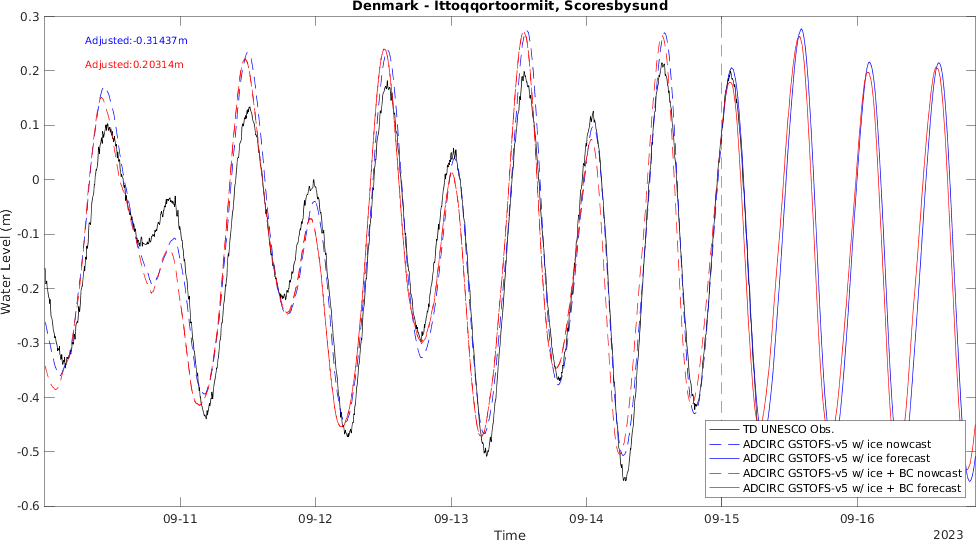 Denmark - Ittoqqortoormiit, Scoresbysund
Adjusted:-0.31437m
Adjusted:0.20314m
Water Level (m)
0.3
0.2
0.1
0
-0.1
-0.2
-0.3
-0.4
-0.5
-0.6
TD UNESCO Obs.
ADCIRC GSTOFS-v5 w/ ice nowcast
ADCIRC GSTOFS-v5 w/ ice forecast
ADCIRC GSTOFS-v5 w/ ice + BC nowcast
ADCIRC GSTOFS-v5 w/ ice + BC forecast
09-11 09-12 09-13 09-14 09-15 09-16
Time
2023